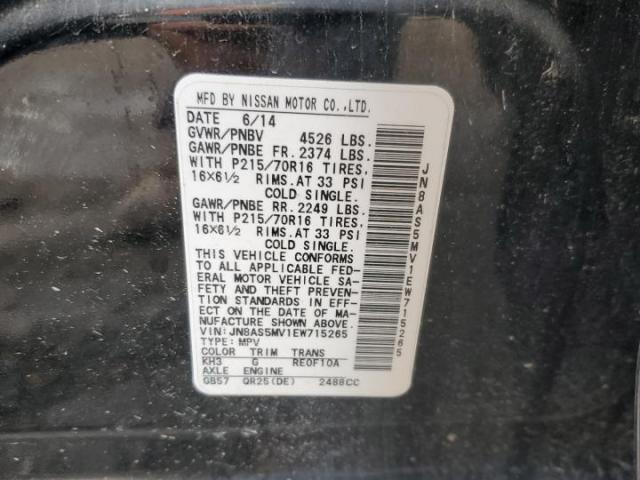 MFD BY NISSAN MOTOR CO.,LTD.
DATE 6/14
GVWR/PNBV 4526 LBS.
GAWR/PNBE FR. 2374 LBS.
WITH P215/70R16 TIRES,
16X6½ RIMS. AT 33 PSI
COLD SINGLE.
GAWR/PNBE RR. 2249 LBS.
WITH P215/70R16 TIRES,
16X6½ RIMS. AT 33 PSI
COLD SINGLE.
THIS VEHICLE CONFORMS
TO ALL APPLICABLE FED-
ERAL MOTOR VEHICLE SA-
FETY AND THEFT PREVEN-
TION STANDARDS IN EFF-
ECT ON THE DATE OF MA-
NUFACTURE SHOWN ABOVE.
VIN: JN8AS5MV1EW715265
TYPE: MPV
COLOR TRIM TRANS
KH3 G RE0F10A
AXLE ENGINE
GB57 QR25(DE) 2488CC
JN8AS5MV1EW715265